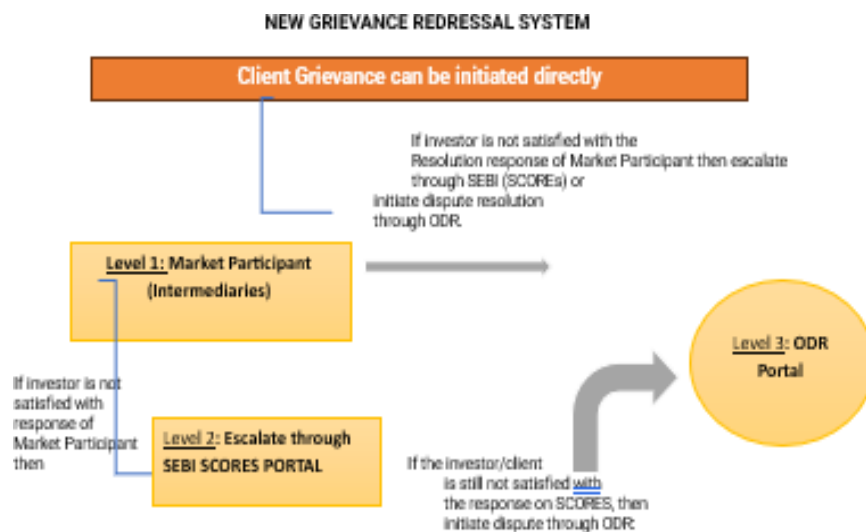 NEW GRIEVANCE REDRESSAL SYSTEM
Client Grievance can be initiated directly
If investor is not satisfied with the
Resolution response of Market Participant then escalate
through SEBI (SCOREs) or
initiate dispute resolution
through ODR.
Level 1: Market Participant
(Intermediaries)
Level 3: ODR
Portal
If investor is not
satisfied with
response of
Market Participant
then
Level 2: Escalate through
SEBI SCORES PORTAL
If the investor/client
is still not satisfied with
the response on SCORES, then
initiate dispute through ODR: